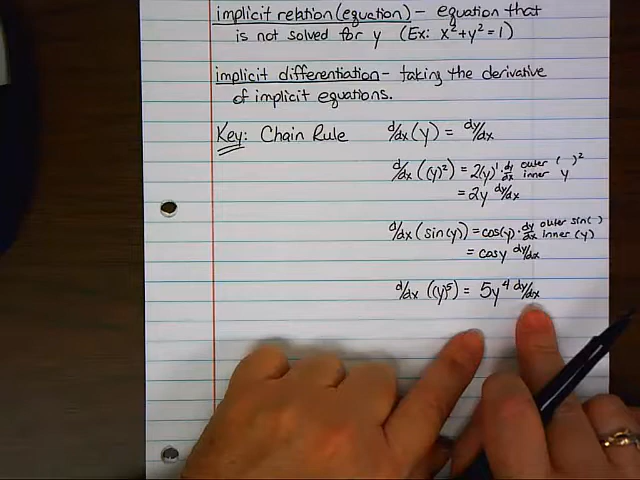 implicit relation (equation) - equation that
is not solved for y (Ex: x²+y²=1)
implicit differentiation - taking the derivative
of implicit equations.
Key: Chain Rule d/dx (y) = dy/dx
d/dx ((y)²) = 2(y)¹ · dy/dx outer ( )²
inner y
= 2y dy/dx
d/dx (sin(y)) = cos(y) · dy/dx outer sin( )
inner (y)
= cosy dy/dx
d/dx ((y)⁵) = 5y⁴ dy/dx